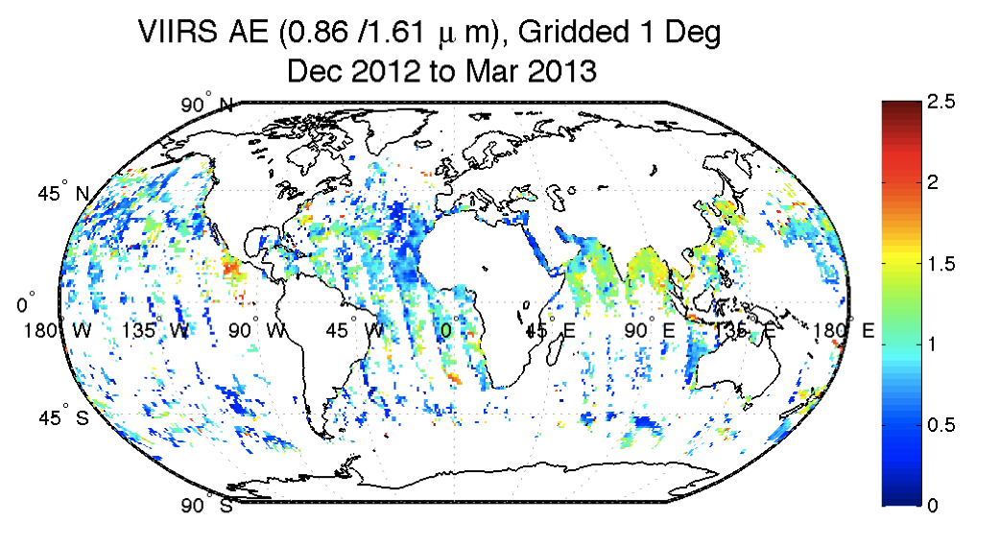 VIIRS AE (0.86 /1.61 μ m), Gridded 1 Deg
Dec 2012 to Mar 2013
90° N
45° N
0°
180° W 135° W 90° W 45° W 0° 45° E 90° E 135° E 180° E
45° S
90° S
2.5
2
1.5
1
0.5
0